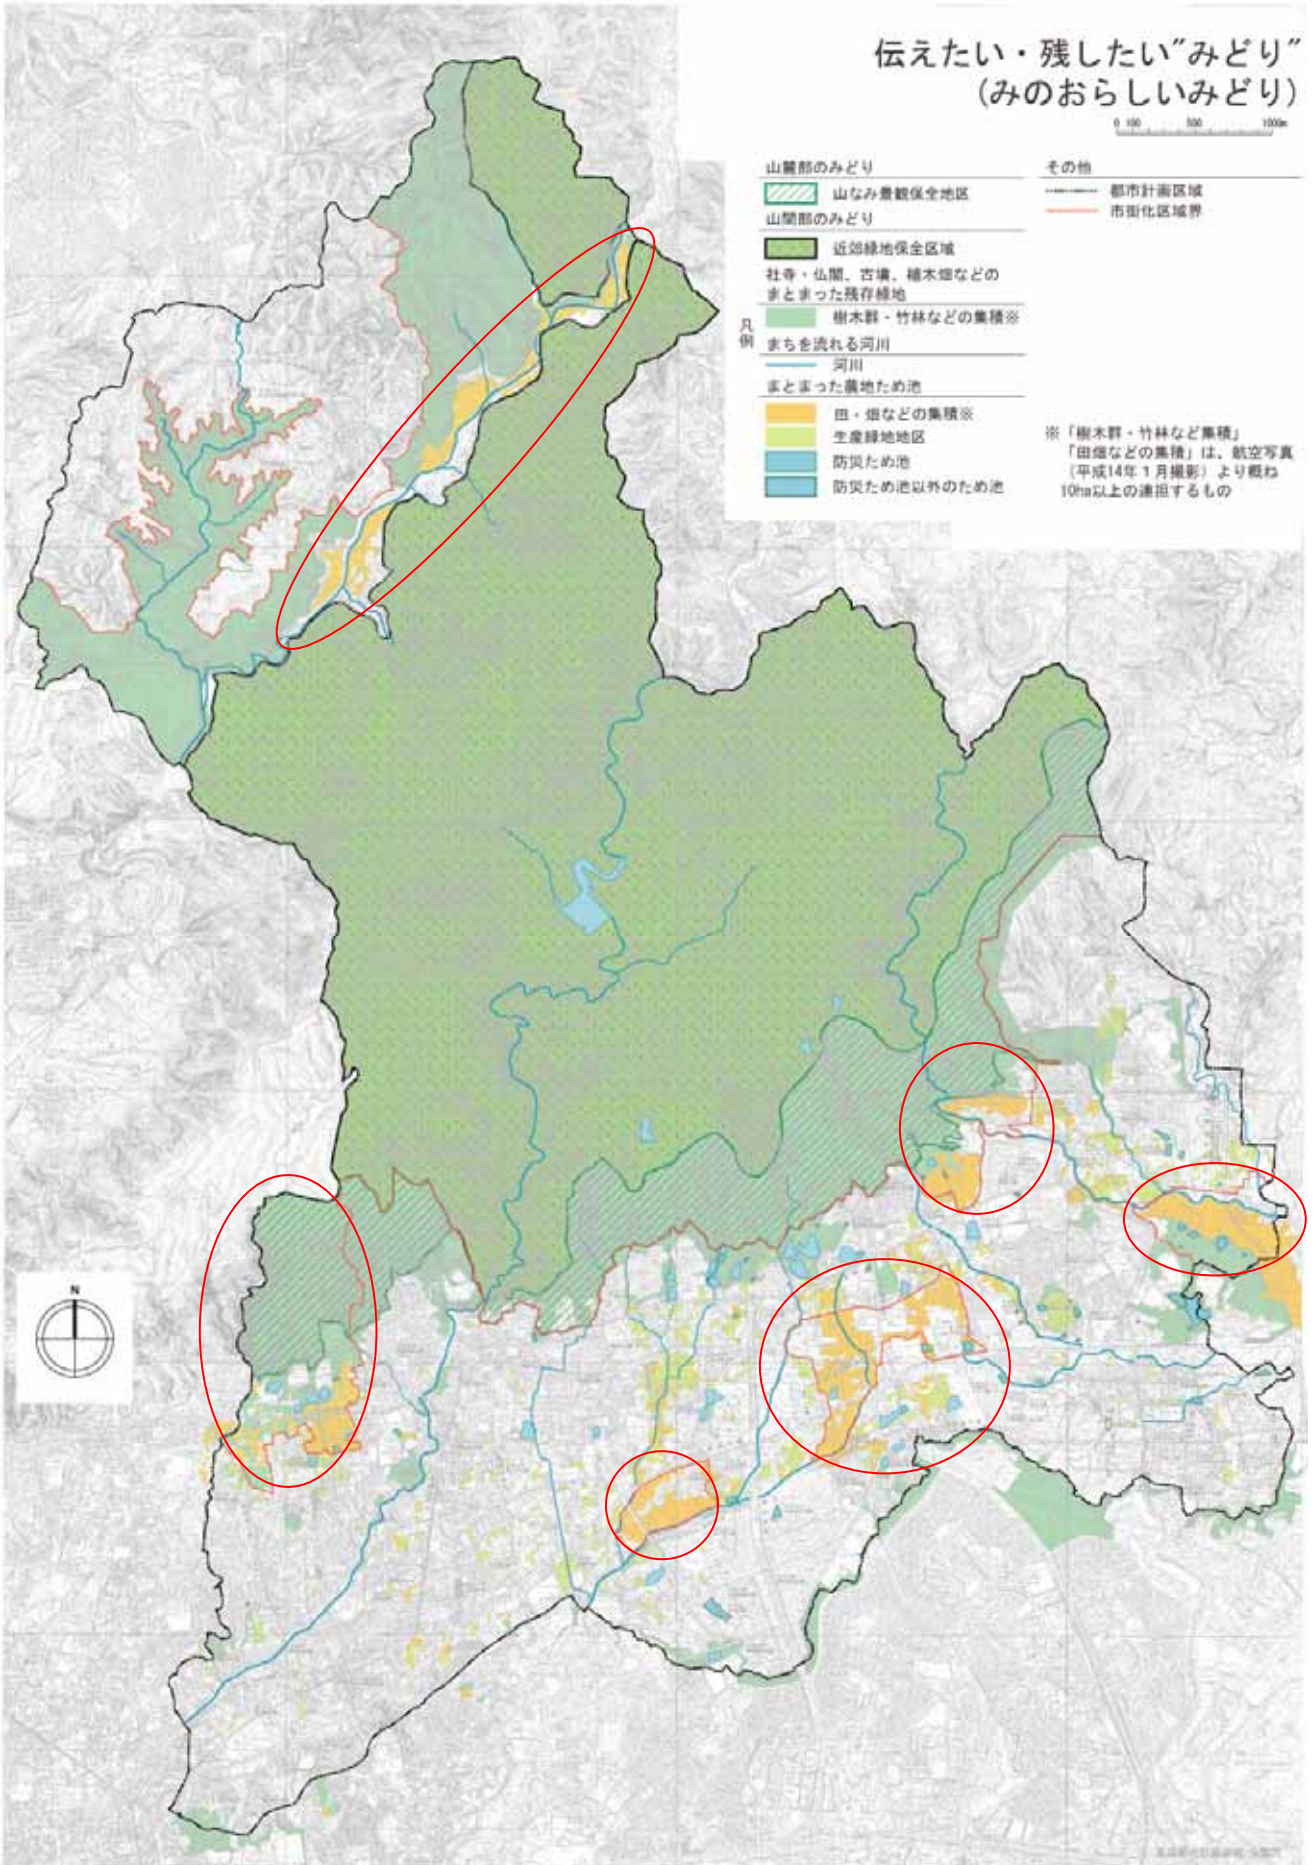 伝えたい・残したい"みどり"
(みのおらしいみどり)
0 100 500 1000m
凡例
山麓部のみどり
山なみ景観保全地区
山間部のみどり
近郊緑地保全区域
社寺・仏閣、古墳、植木畑などの
まとまった残存緑地
樹木群・竹林などの集積※
まちを流れる河川
河川
まとまった農地ため池
田・畑などの集積※
生産緑地地区
防災ため池
防災ため池以外のため池
その他
都市計画区域
市街化区域界
※「樹木群・竹林など集積」
「田畑などの集積」は、航空写真
(平成14年1月撮影)より概ね
10ha以上の連担するもの
N